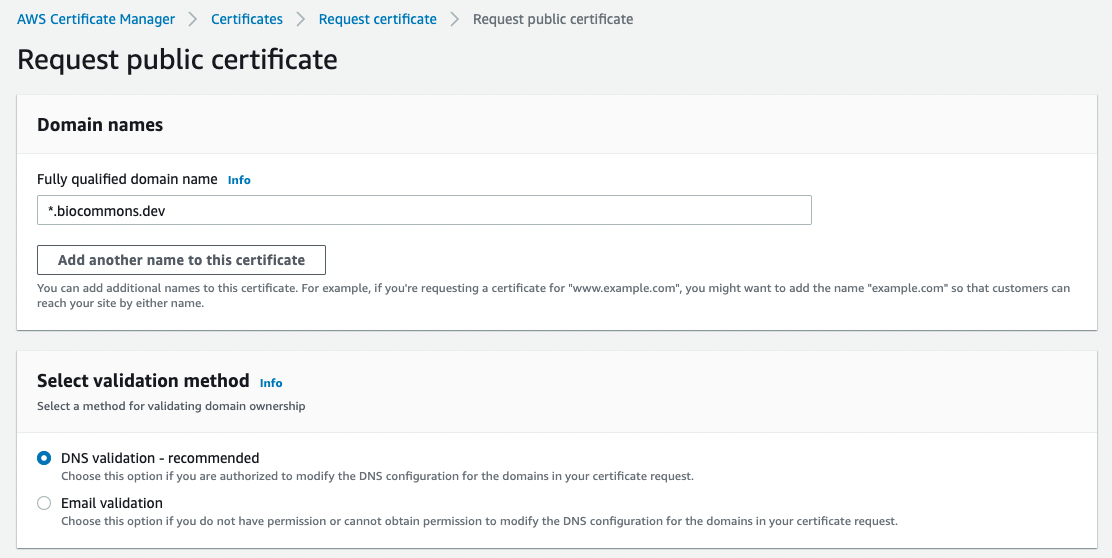 AWS Certificate Manager > Certificates > Request certificate > Request public certificate
Request public certificate
Domain names
Fully qualified domain name Info
*.biocommons.dev
Add another name to this certificate
You can add additional names to this certificate. For example, if you're requesting a certificate for "www.example.com", you might want to add the name "example.com" so that customers can
reach your site by either name.
Select validation method Info
Select a method for validating domain ownership
DNS validation - recommended
Choose this option if you are authorized to modify the DNS configuration for the domains in your certificate request.
Email validation
Choose this option if you do not have permission or cannot obtain permission to modify the DNS configuration for the domains in your certificate request.